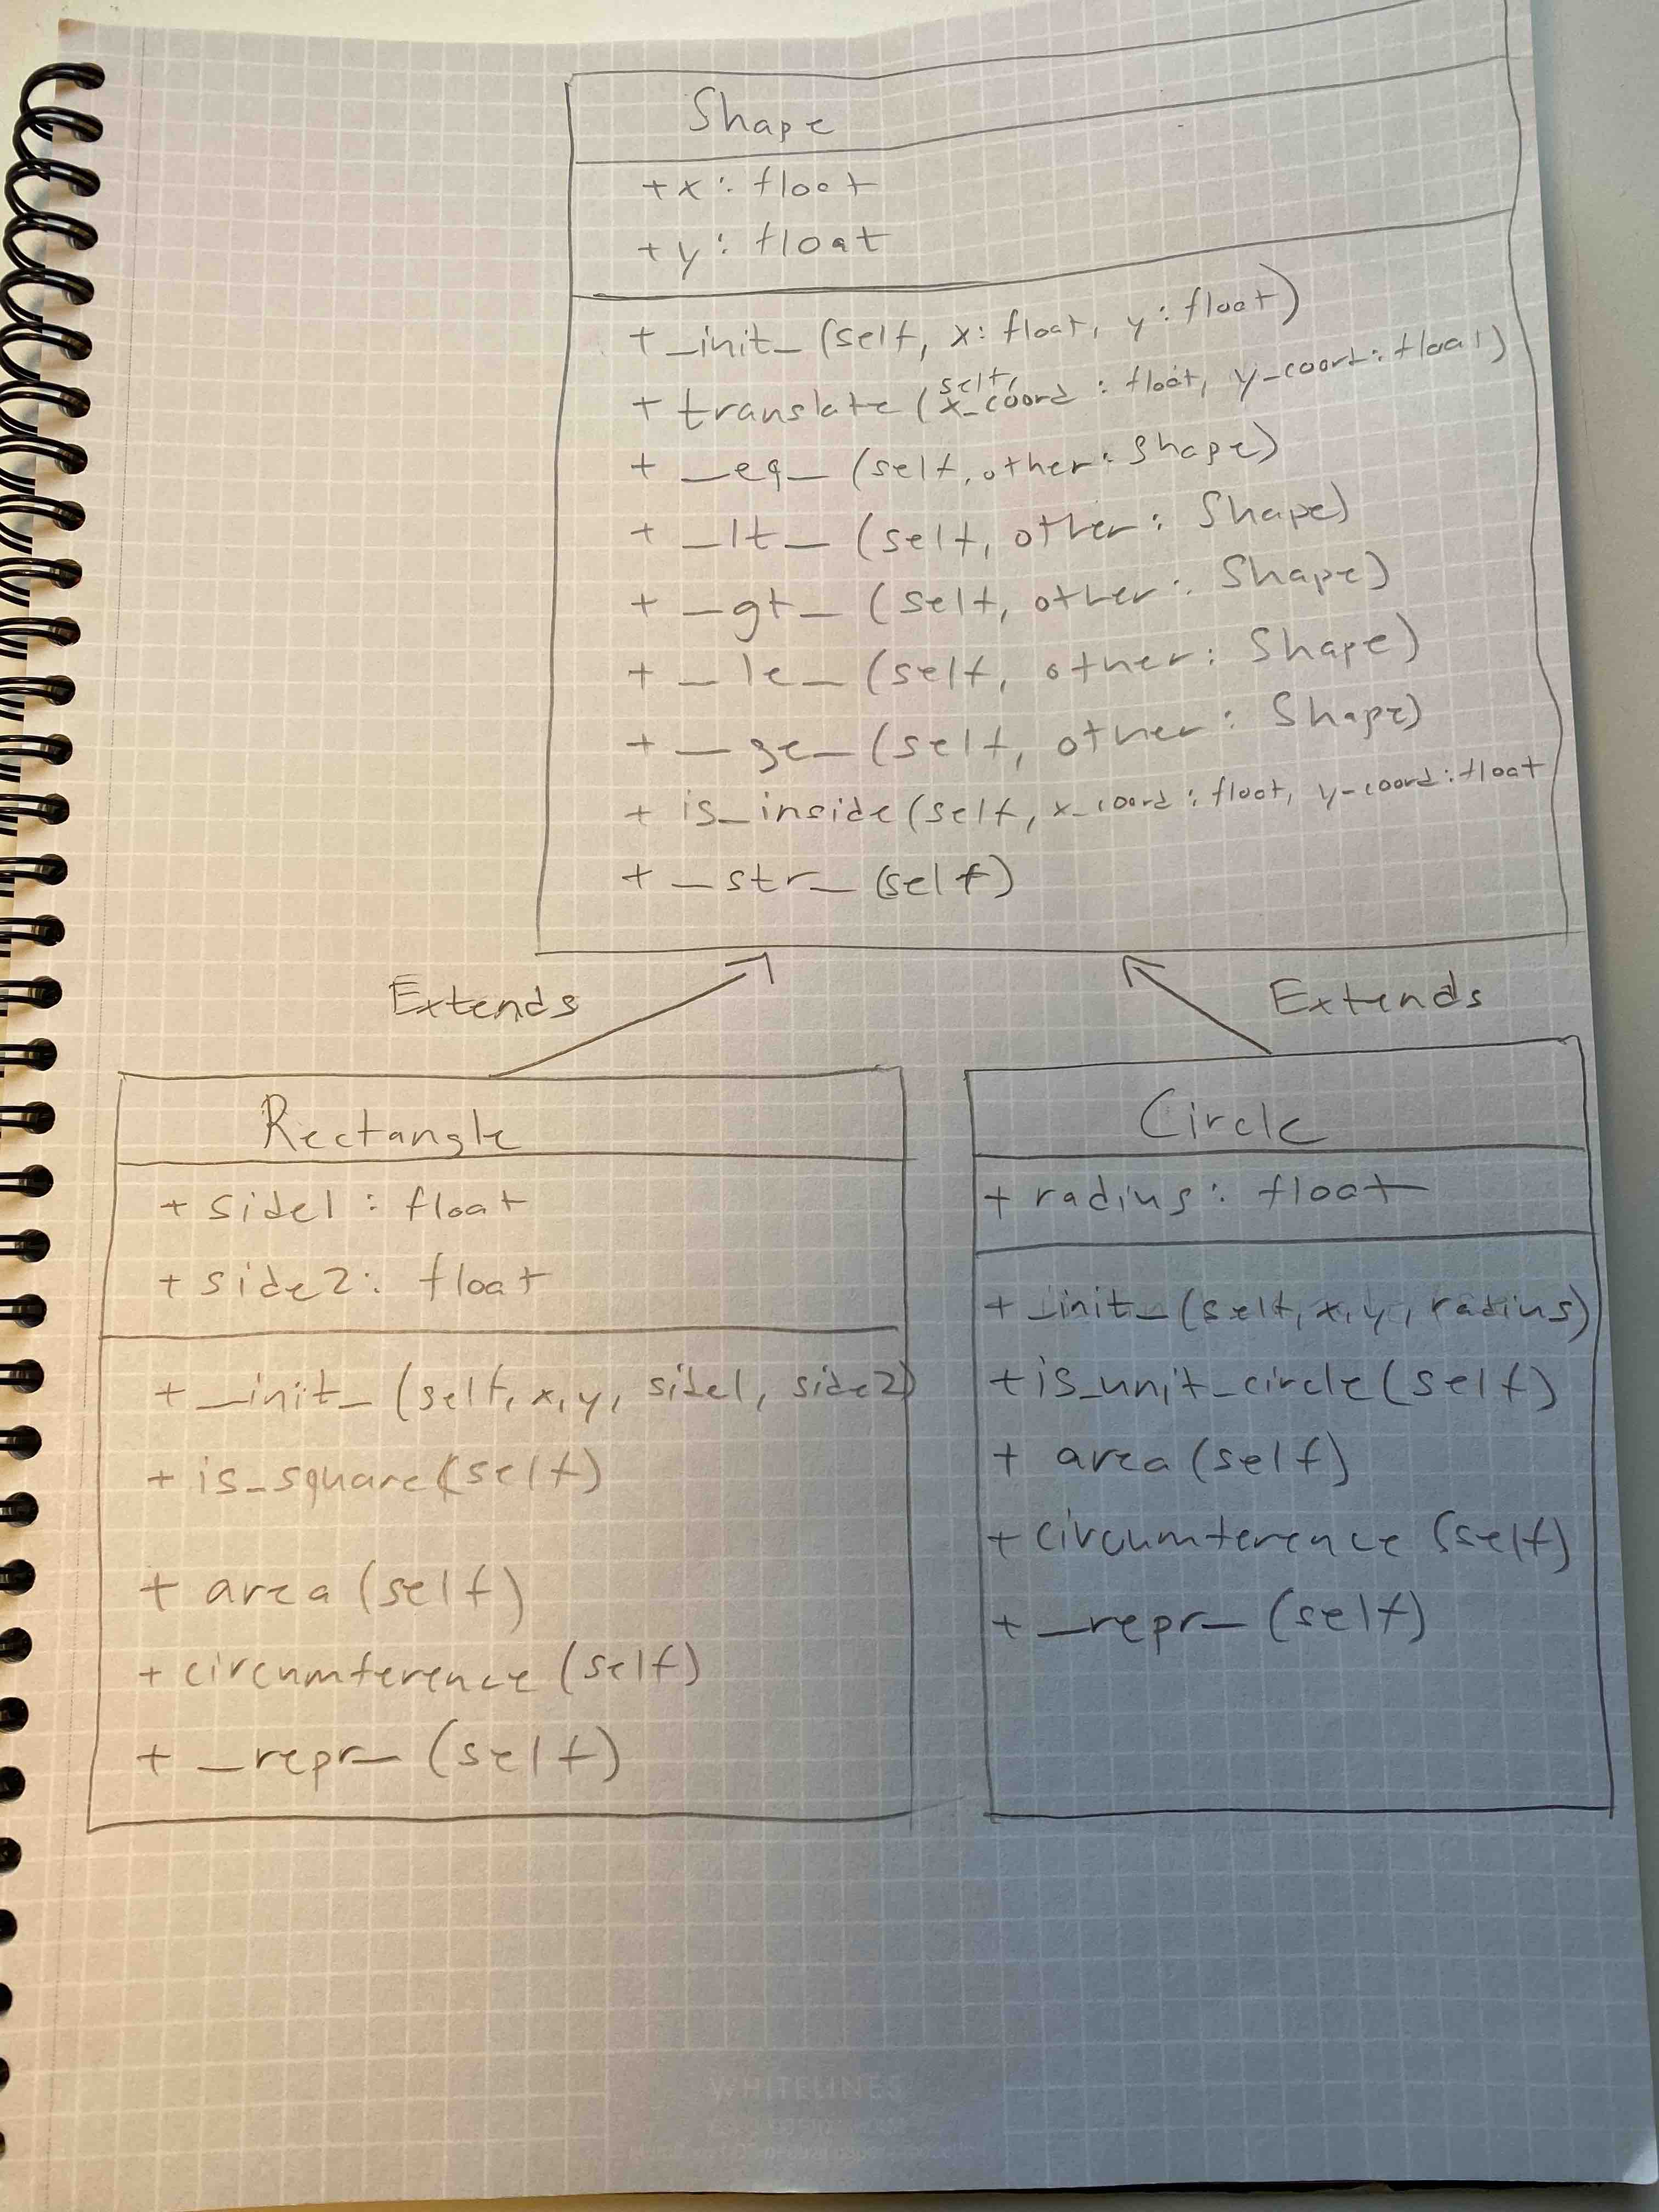 Shape
+x: float
+y: float
+ _init_ (self, x: float, y: float)
+ translate (self, x_coord : float, y_coord: float)
+ __eq_ (self, other: Shape)
+ _lt_ (self, other: Shape)
+ _gt_ (self, other: Shape)
+ _le_ (self, other: Shape)
+ _ge_ (self, other: Shape)
+ is_inside (self, x_coord : float, y_coord: float
+ _str_ (self)
Extends
Extends
Rectangle
+ side1 : float
+ side2: float
+ _init_ (self, x, y, side1, side2)
+ is_square(self)
+ area (self)
+ circumference (self)
+ _repr_ (self)
Circle
+ radius: float
+ _init_ (self, x, y, radius)
+ is_unit_circle (self)
+ area (self)
+ circumference (self)
+ _repr_ (self)
WHITELINES